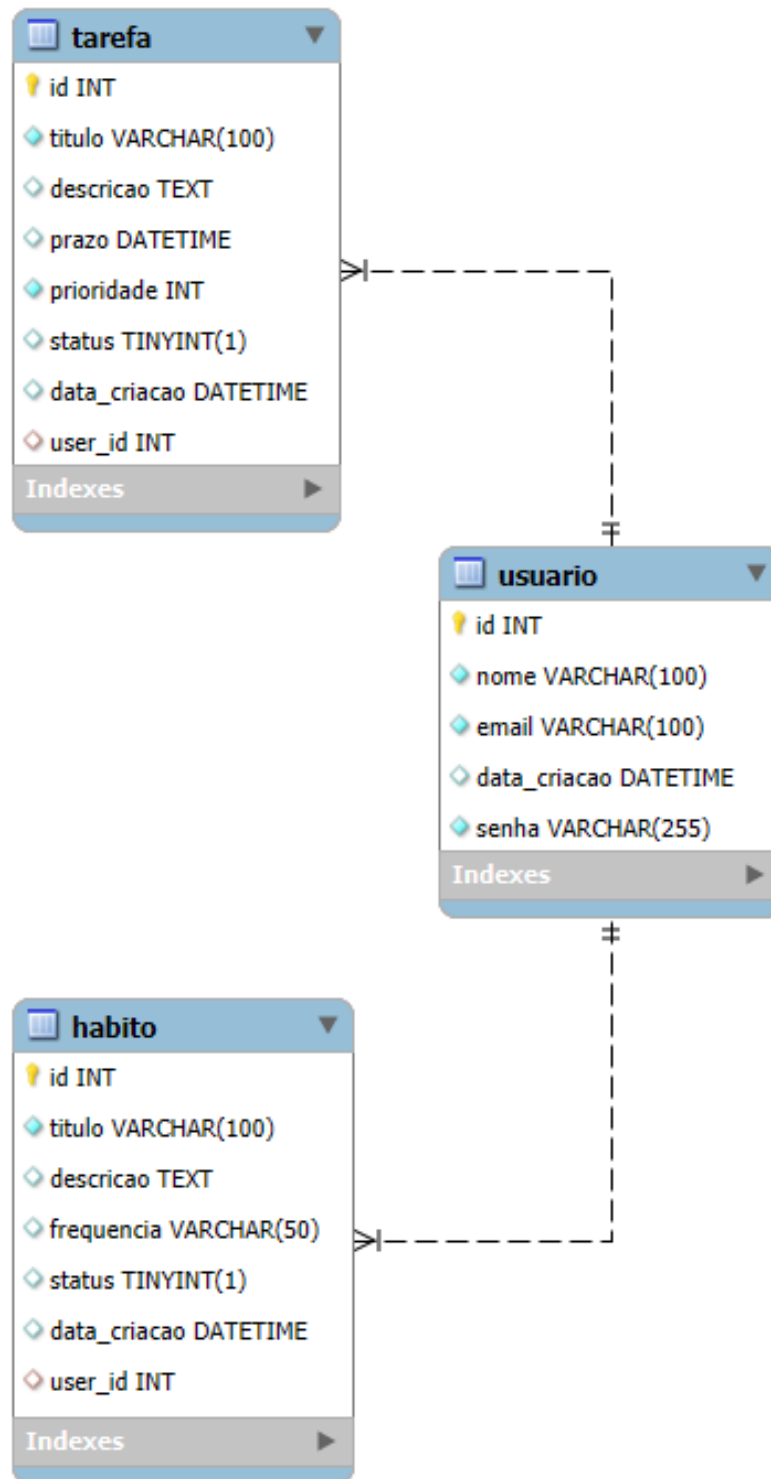 tarefa
id INT
titulo VARCHAR(100)
descricao TEXT
prazo DATETIME
prioridade INT
status TINYINT(1)
data_criacao DATETIME
user_id INT
Indexes
usuario
id INT
nome VARCHAR(100)
email VARCHAR(100)
data_criacao DATETIME
senha VARCHAR(255)
Indexes
habito
id INT
titulo VARCHAR(100)
descricao TEXT
frequencia VARCHAR(50)
status TINYINT(1)
data_criacao DATETIME
user_id INT
Indexes